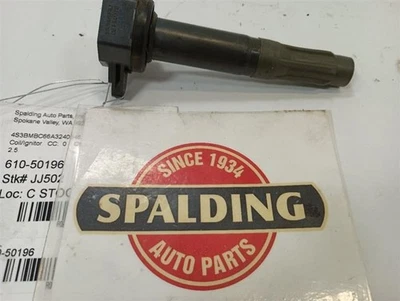 Spalding Auto Parts,
Spokane Valley, WA
4S3BMBC66A3240
Coil/Ignitor CC: 0
2.5
610-50196
Stk# JJ502
Loc: C STOC
-50196
SINCE 1934
SPALDING
AUTO PARTS